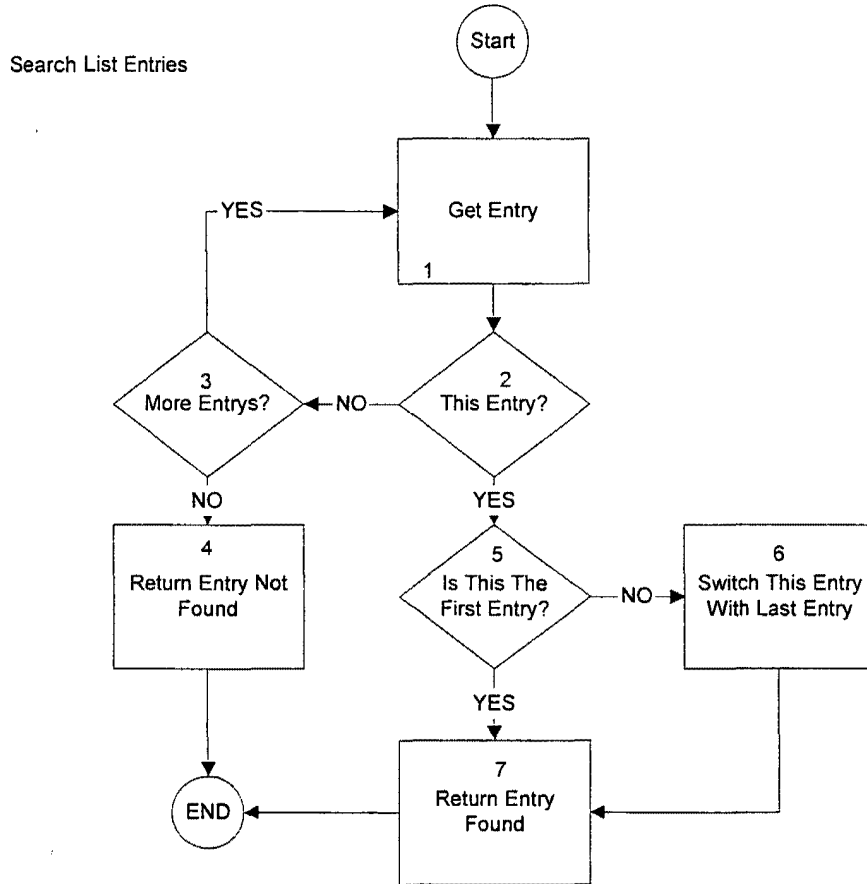 Start
Search List Entries
YES
Get Entry
1
3
More Entrys?
NO
2
This Entry?
NO
YES
4
Return Entry Not
Found
5
Is This The
First Entry?
NO
6
Switch This Entry
With Last Entry
YES
7
Return Entry
Found
END